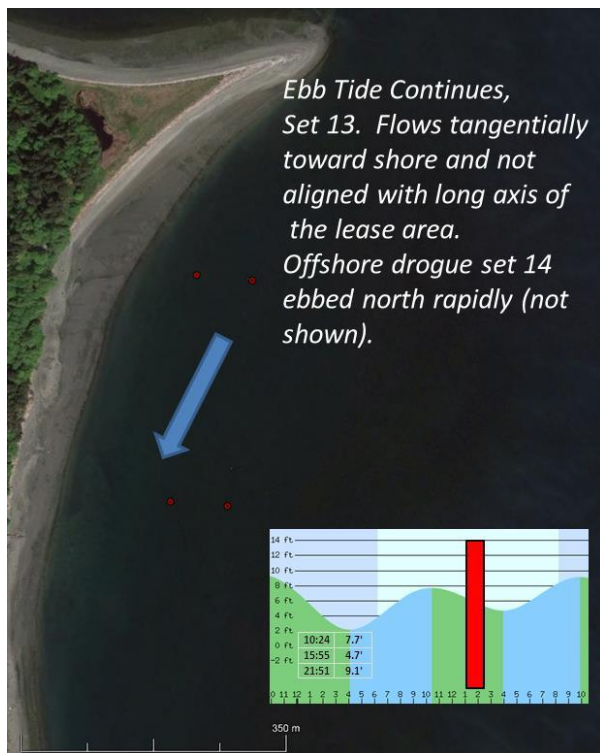 Ebb Tide Continues,
Set 13. Flows tangentially
toward shore and not
aligned with long axis of
the lease area.
Offshore drogue set 14
ebbed north rapidly (not
shown).
14 ft
12 ft
10 ft
8 ft
6 ft
4 ft
2 ft
0 ft
-2 ft
10:24 7.7'
15:55 4.7'
21:51 9.1'
0 11 12 1 2 3 4 5 6 7 8 9 10 11 12 1 2 3 4 5 6 7 8 9 10
350 m